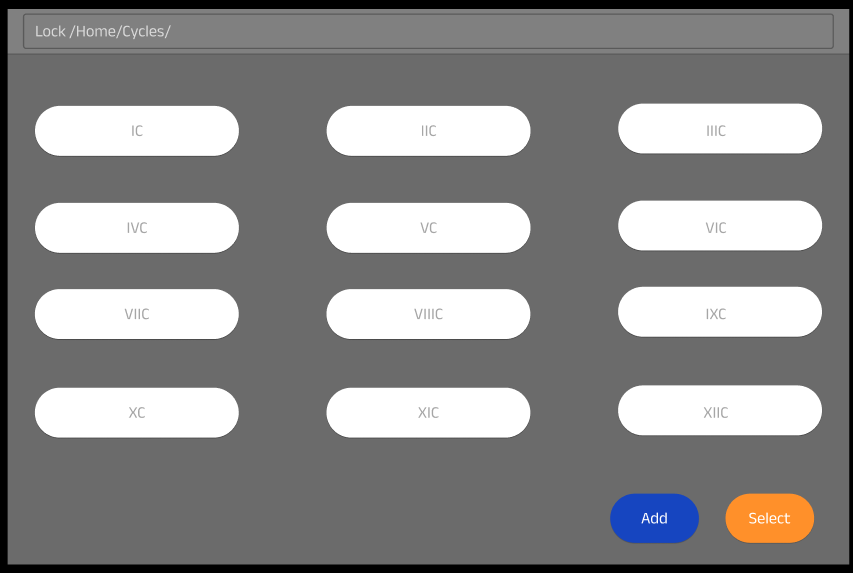 Lock /Home/Cycles/
IC IIC IIIC
IVC VC VIC
VIIC VIIIC IXC
XC XIC XIIC
Add Select